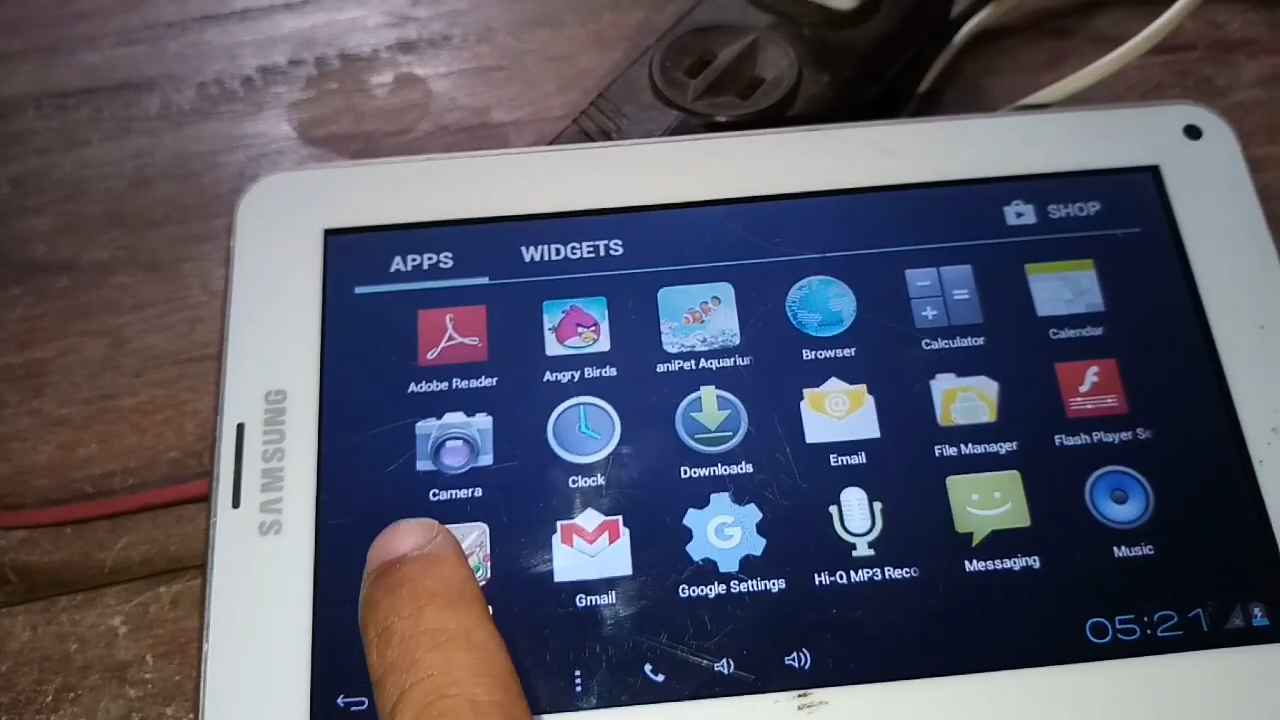 SAMSUNG
APPS
WIDGETS
SHOP
Adobe Reader
Angry Birds
aniPet Aquariur
Browser
Calculator
Calendar
Camera
Clock
Downloads
Email
File Manager
Flash Player Se
Gmail
Google Settings
Hi-Q MP3 Reco
Messaging
Music
05:21